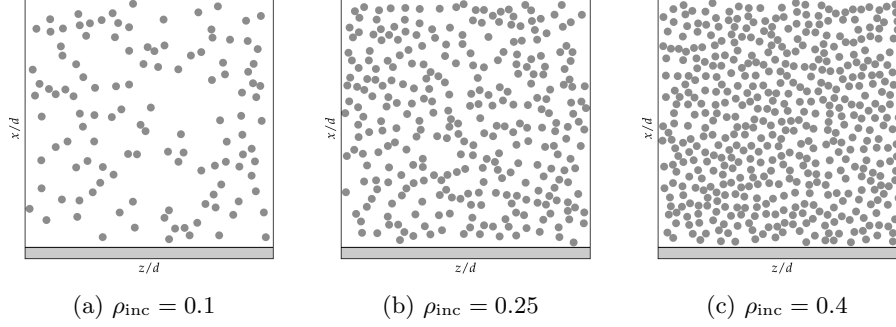 x/d
x/d
x/d
z/d
z/d
z/d
(a) ρinc = 0.1
(b) ρinc = 0.25
(c) ρinc = 0.4